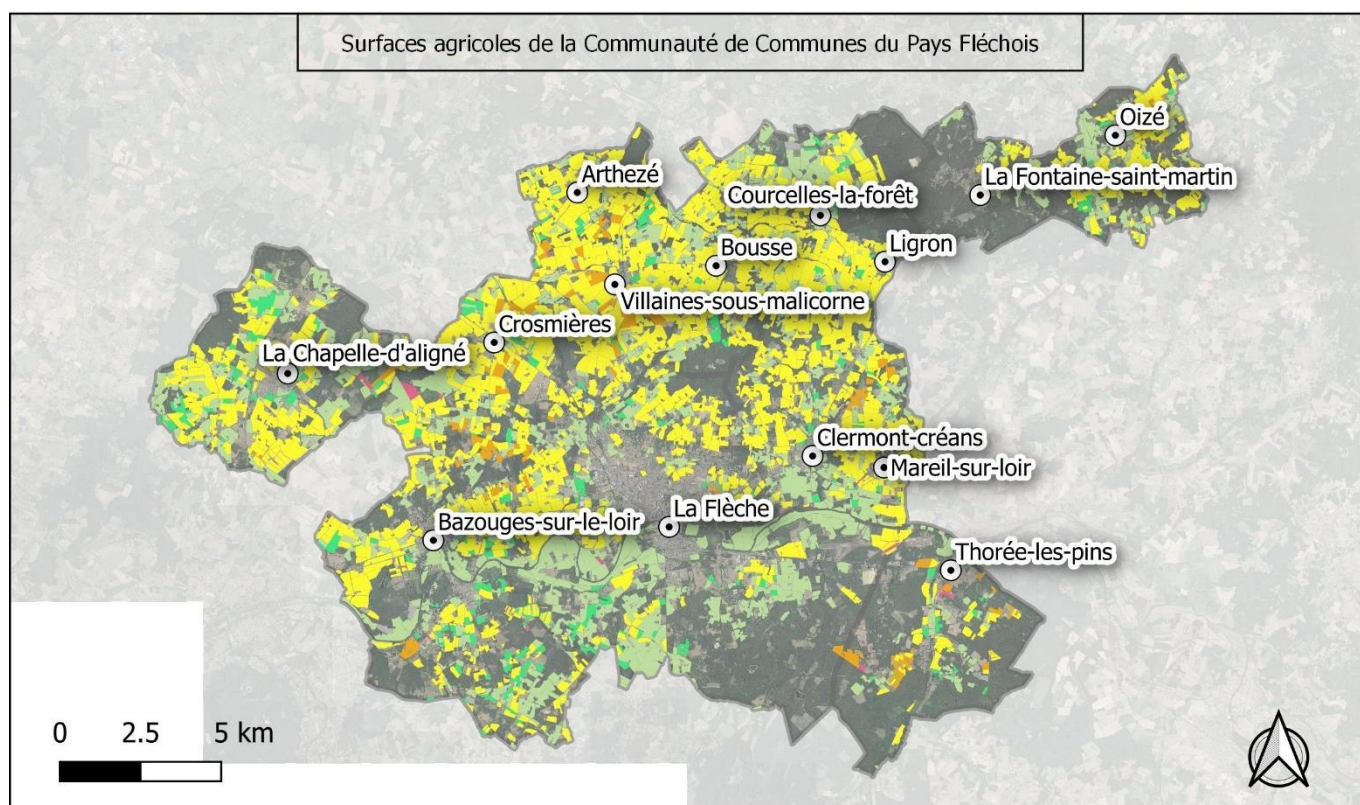 Surfaces agricoles de la Communauté de Communes du Pays Fléchois
Oizé
Arthezé
La Fontaine-saint-martin
Courcelles-la-forêt
Bousse
Ligron
Villaines-sous-malicorne
Crosmières
La Chapelle-d'aligné
Clermont-créans
Mareil-sur-loir
La Flèche
Bazouges-sur-le-loir
Thorée-les-pins
0 2.5 5 km